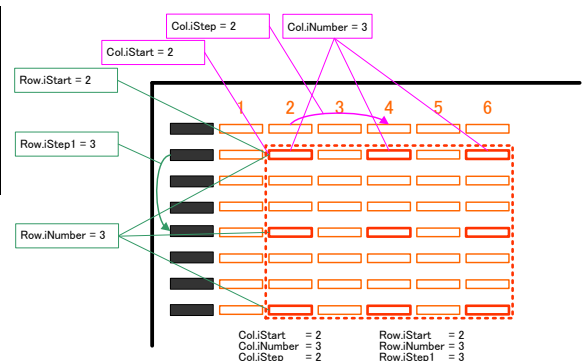 Col.iStep = 2
Col.iNumber = 3
Col.iStart = 2
Row.iStart = 2
1 2 3 4 5 6
Row.iStep1 = 3
Row.iNumber = 3
Col.iStart = 2 Row.iStart = 2
Col.iNumber = 3 Row.iNumber = 3
Col.iStep = 2 Row.iStep1 = 3